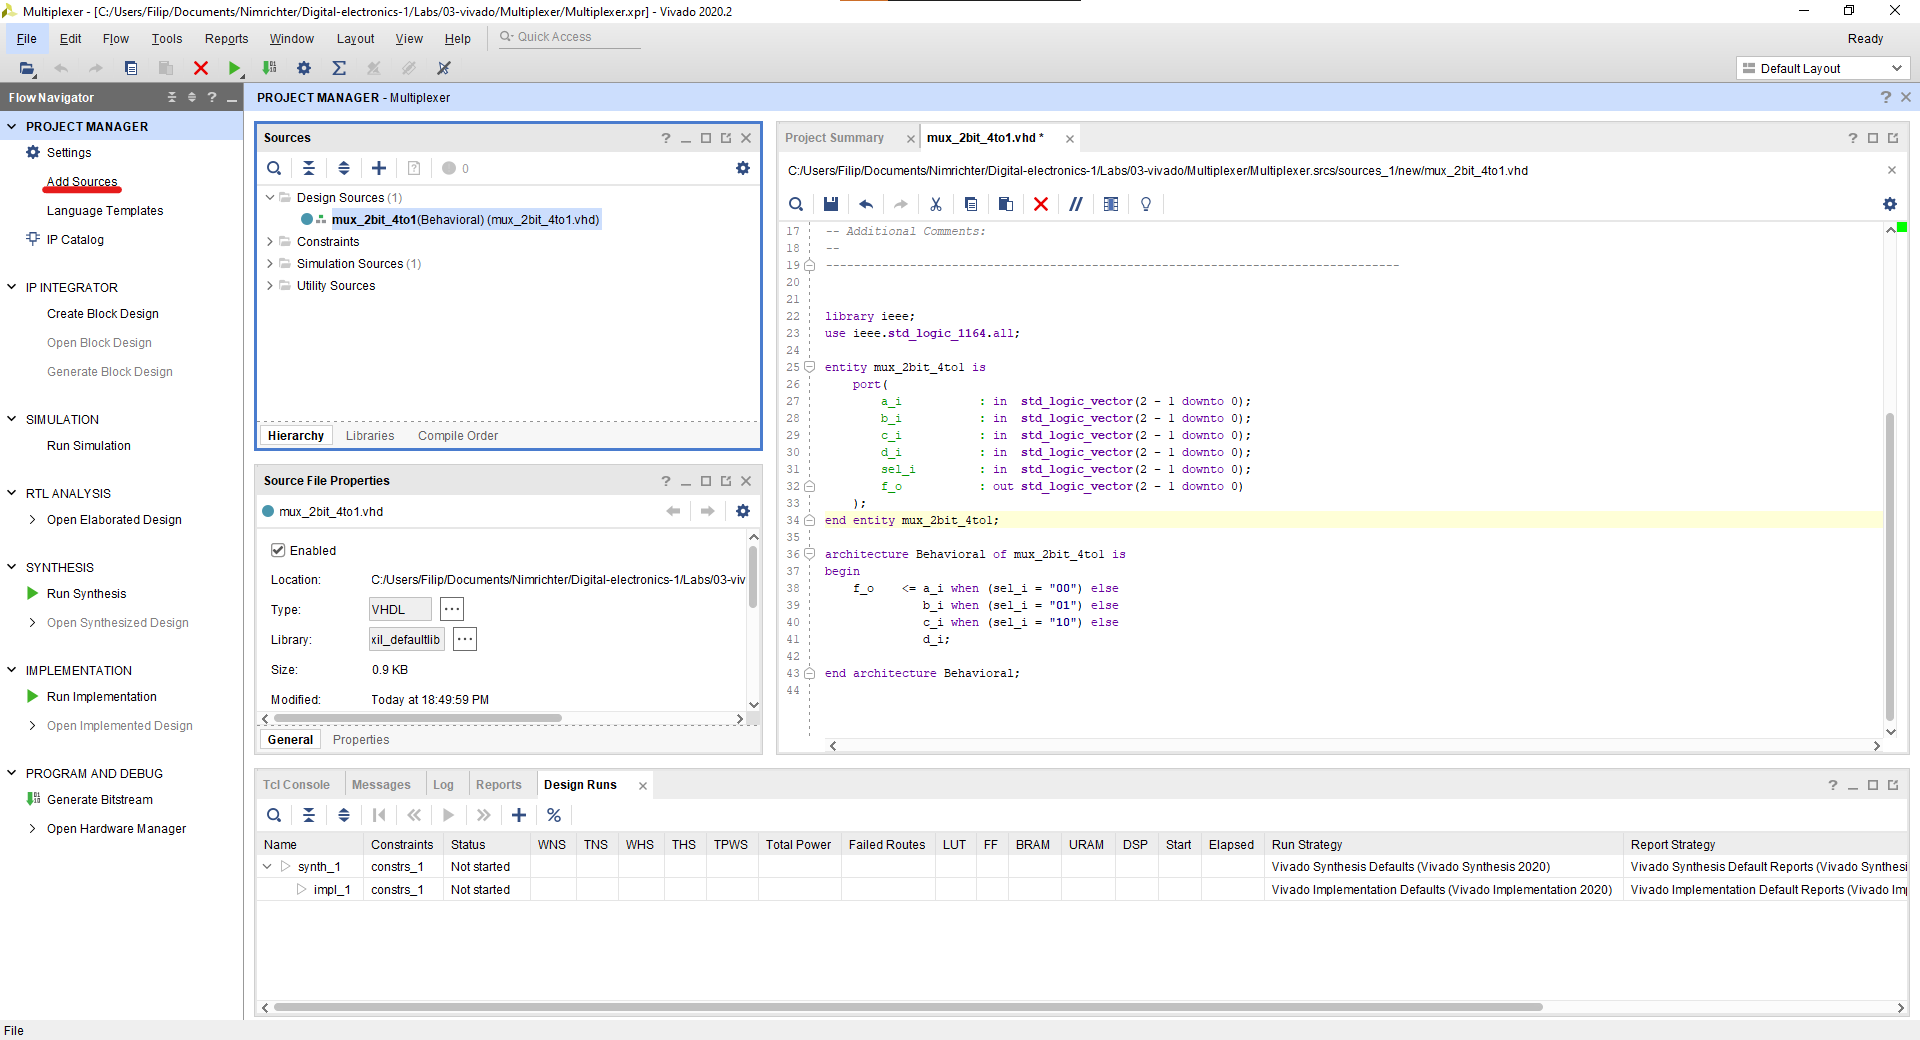 Multiplexer - [C:/Users/Filip/Documents/Nimrichter/Digital-electronics-1/Labs/03-vivado/Multiplexer/Multiplexer.xpr] - Vivado 2020.2
File Edit Flow Tools Reports Window Layout View Help Quick Access Ready
Default Layout
Flow Navigator
PROJECT MANAGER
Settings
Add Sources
Language Templates
IP Catalog
IP INTEGRATOR
Create Block Design
Open Block Design
Generate Block Design
SIMULATION
Run Simulation
RTL ANALYSIS
Open Elaborated Design
SYNTHESIS
Run Synthesis
Open Synthesized Design
IMPLEMENTATION
Run Implementation
Open Implemented Design
PROGRAM AND DEBUG
Generate Bitstream
Open Hardware Manager
PROJECT MANAGER - Multiplexer
Sources
0
Design Sources (1)
mux_2bit_4to1(Behavioral) (mux_2bit_4to1.vhd)
Constraints
Simulation Sources (1)
Utility Sources
Hierarchy Libraries Compile Order
Source File Properties
mux_2bit_4to1.vhd
Enabled
Location: C:/Users/Filip/Documents/Nimrichter/Digital-electronics-1/Labs/03-viv
Type: VHDL
Library: xil_defaultlib
Size: 0.9 KB
Modified: Today at 18:49:59 PM
General Properties
Project Summary mux_2bit_4to1.vhd *
C:/Users/Filip/Documents/Nimrichter/Digital-electronics-1/Labs/03-vivado/Multiplexer/Multiplexer.srcs/sources_1/new/mux_2bit_4to1.vhd
17 -- Additional Comments:
18 --
19 ----------------------------------------------------------------------------------
20
21
22 library ieee;
23 use ieee.std_logic_1164.all;
24
25 entity mux_2bit_4to1 is
26 port(
27 a_i : in std_logic_vector(2 - 1 downto 0);
28 b_i : in std_logic_vector(2 - 1 downto 0);
29 c_i : in std_logic_vector(2 - 1 downto 0);
30 d_i : in std_logic_vector(2 - 1 downto 0);
31 sel_i : in std_logic_vector(2 - 1 downto 0);
32 f_o : out std_logic_vector(2 - 1 downto 0)
33 );
34 end entity mux_2bit_4to1;
35
36 architecture Behavioral of mux_2bit_4to1 is
37 begin
38 f_o <= a_i when (sel_i = "00") else
39 b_i when (sel_i = "01") else
40 c_i when (sel_i = "10") else
41 d_i;
42
43 end architecture Behavioral;
44
Tcl Console Messages Log Reports Design Runs
Name Constraints Status WNS TNS WHS THS TPWS Total Power Failed Routes LUT FF BRAM URAM DSP Start Elapsed Run Strategy Report Strategy
synth_1 constrs_1 Not started Vivado Synthesis Defaults (Vivado Synthesis 2020) Vivado Synthesis Default Reports (Vivado Synthesi
impl_1 constrs_1 Not started Vivado Implementation Defaults (Vivado Implementation 2020) Vivado Implementation Default Reports (Vivado Im
File